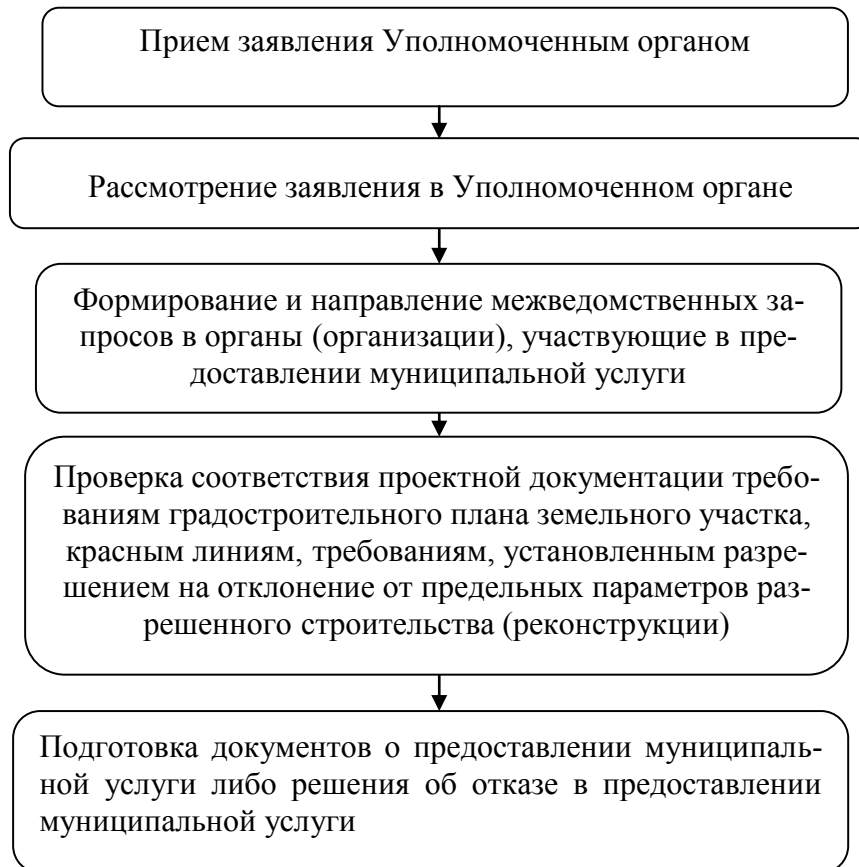 Прием заявления Уполномоченным органом
Рассмотрение заявления в Уполномоченном органе
Формирование и направление межведомственных за-
просов в органы (организации), участвующие в пре-
доставлении муниципальной услуги
Проверка соответствия проектной документации требо-
ваниям градостроительного плана земельного участка,
красным линиям, требованиям, установленным разре-
шением на отклонение от предельных параметров раз-
решенного строительства (реконструкции)
Подготовка документов о предоставлении муниципаль-
ной услуги либо решения об отказе в предоставлении
муниципальной услуги